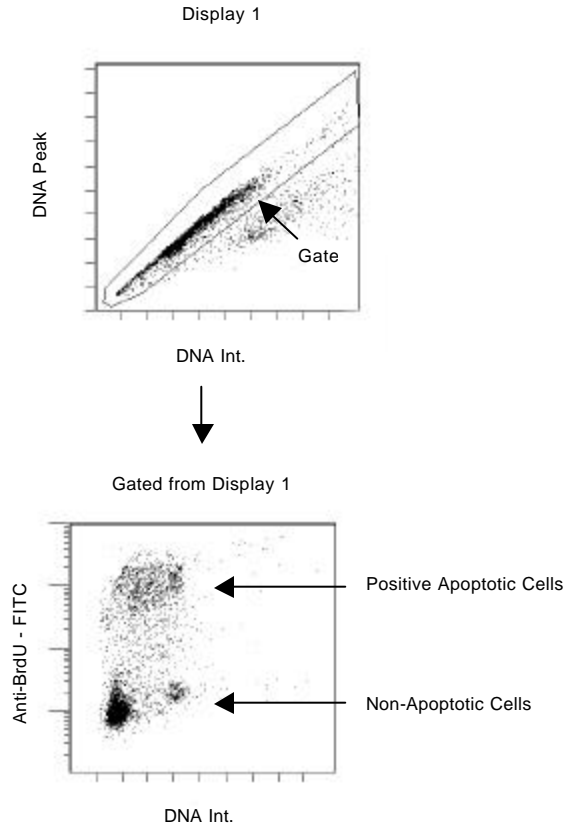 Display 1
DNA Peak
Gate
DNA Int.
Gated from Display 1
Anti-BrdU - FITC
Positive Apoptotic Cells
Non-Apoptotic Cells
DNA Int.